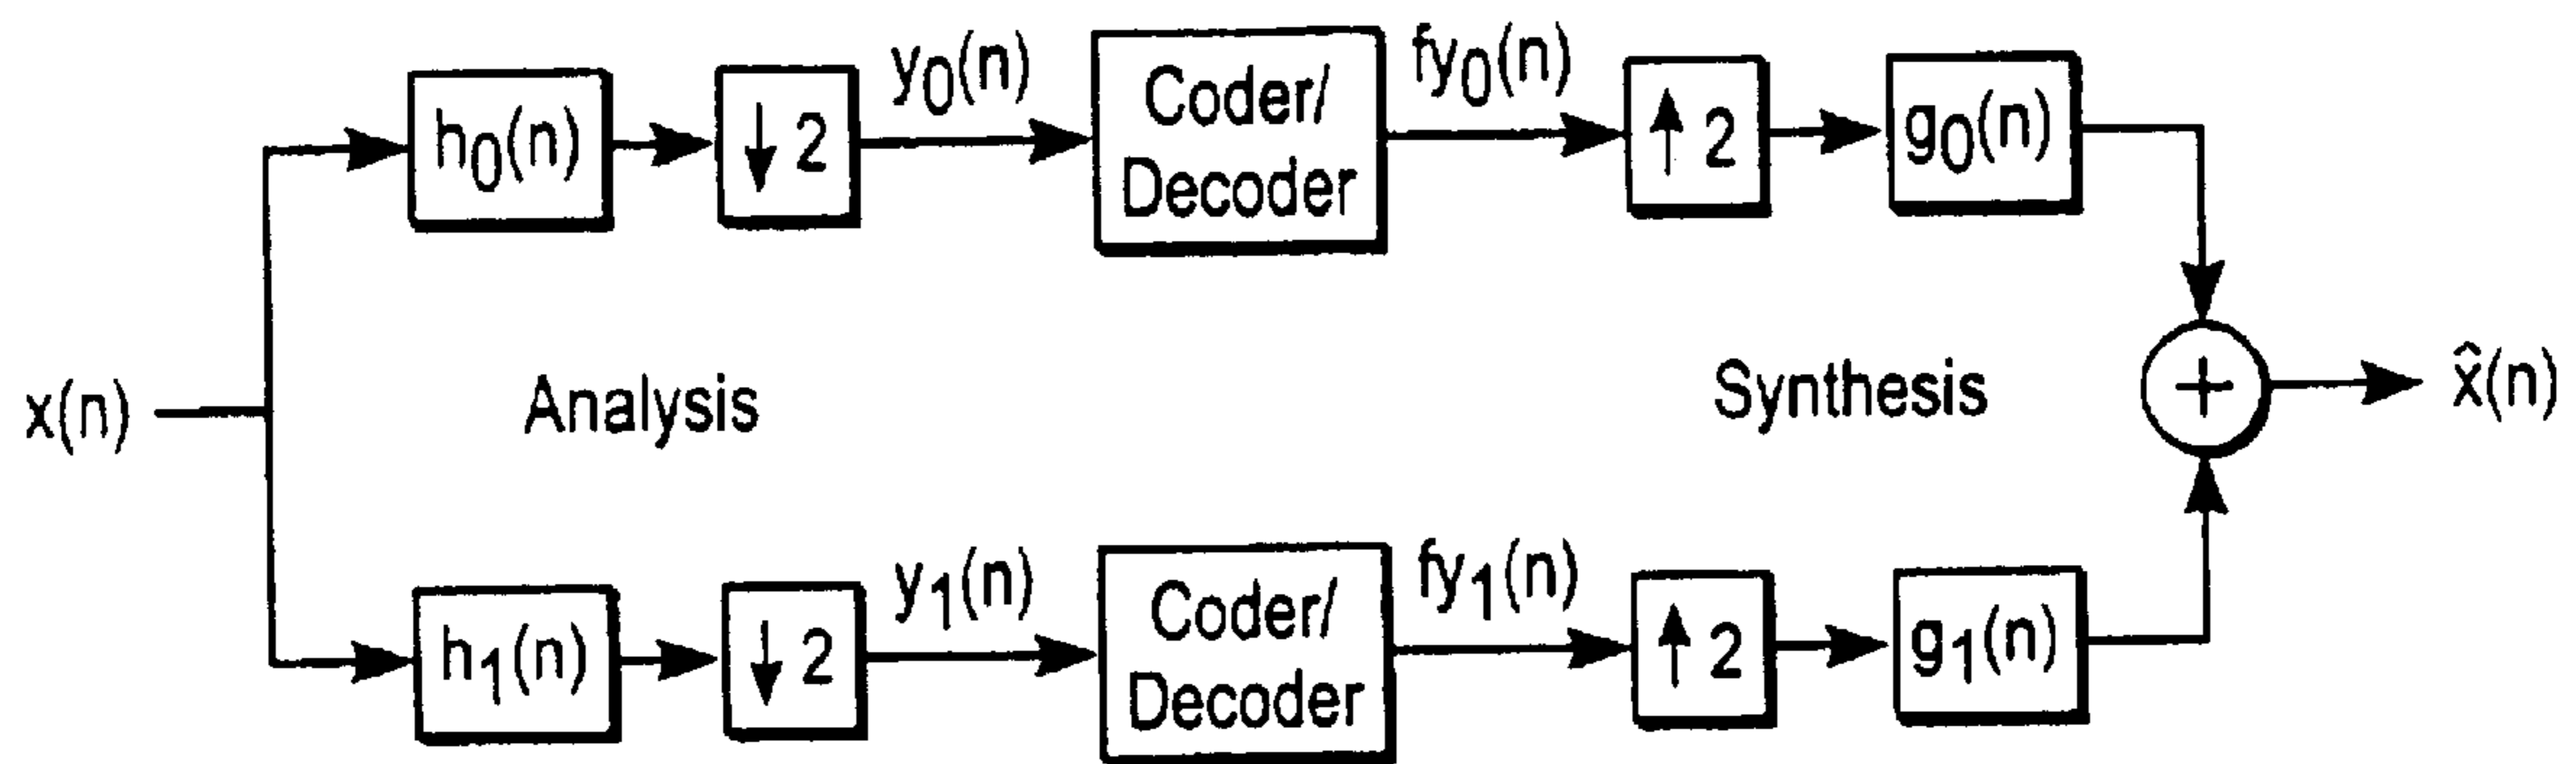 h₀(n)
↓ 2
y₀(n)
Coder/
Decoder
fy₀(n)
↑ 2
g₀(n)
x(n)
Analysis
Synthesis
+
x̂(n)
h₁(n)
↓ 2
y₁(n)
Coder/
Decoder
fy₁(n)
↑ 2
g₁(n)